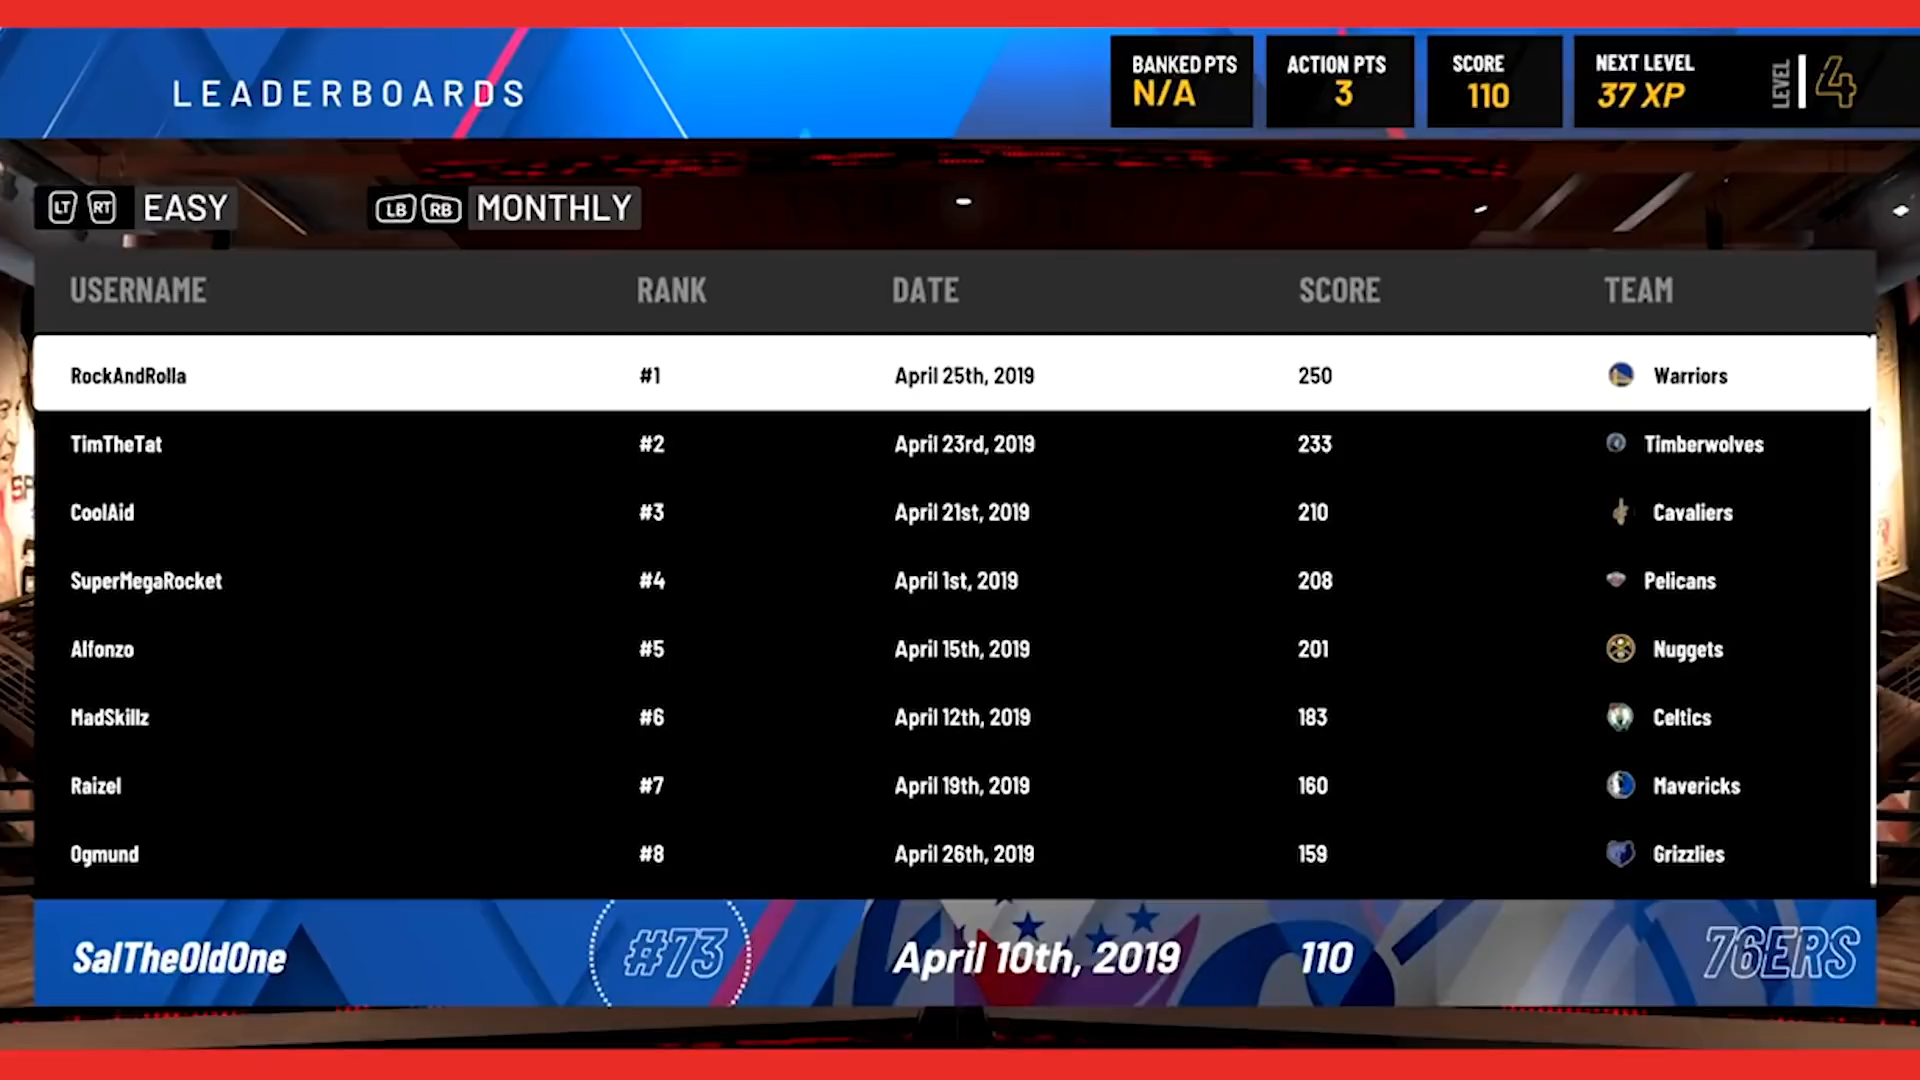 LEADERBOARDS
BANKED PTS
N/A
ACTION PTS
3
SCORE
110
NEXT LEVEL
37 XP
LEVEL
4
LT RT EASY
LB RB MONTHLY
USERNAME RANK DATE SCORE TEAM
RockAndRolla #1 April 25th, 2019 250 Warriors
TimTheTat #2 April 23rd, 2019 233 Timberwolves
CoolAid #3 April 21st, 2019 210 Cavaliers
SuperMegaRocket #4 April 1st, 2019 208 Pelicans
Alfonzo #5 April 15th, 2019 201 Nuggets
MadSkillz #6 April 12th, 2019 183 Celtics
Raizel #7 April 19th, 2019 160 Mavericks
Ogmund #8 April 26th, 2019 159 Grizzlies
SalTheOldOne #73 April 10th, 2019 110 76ERS